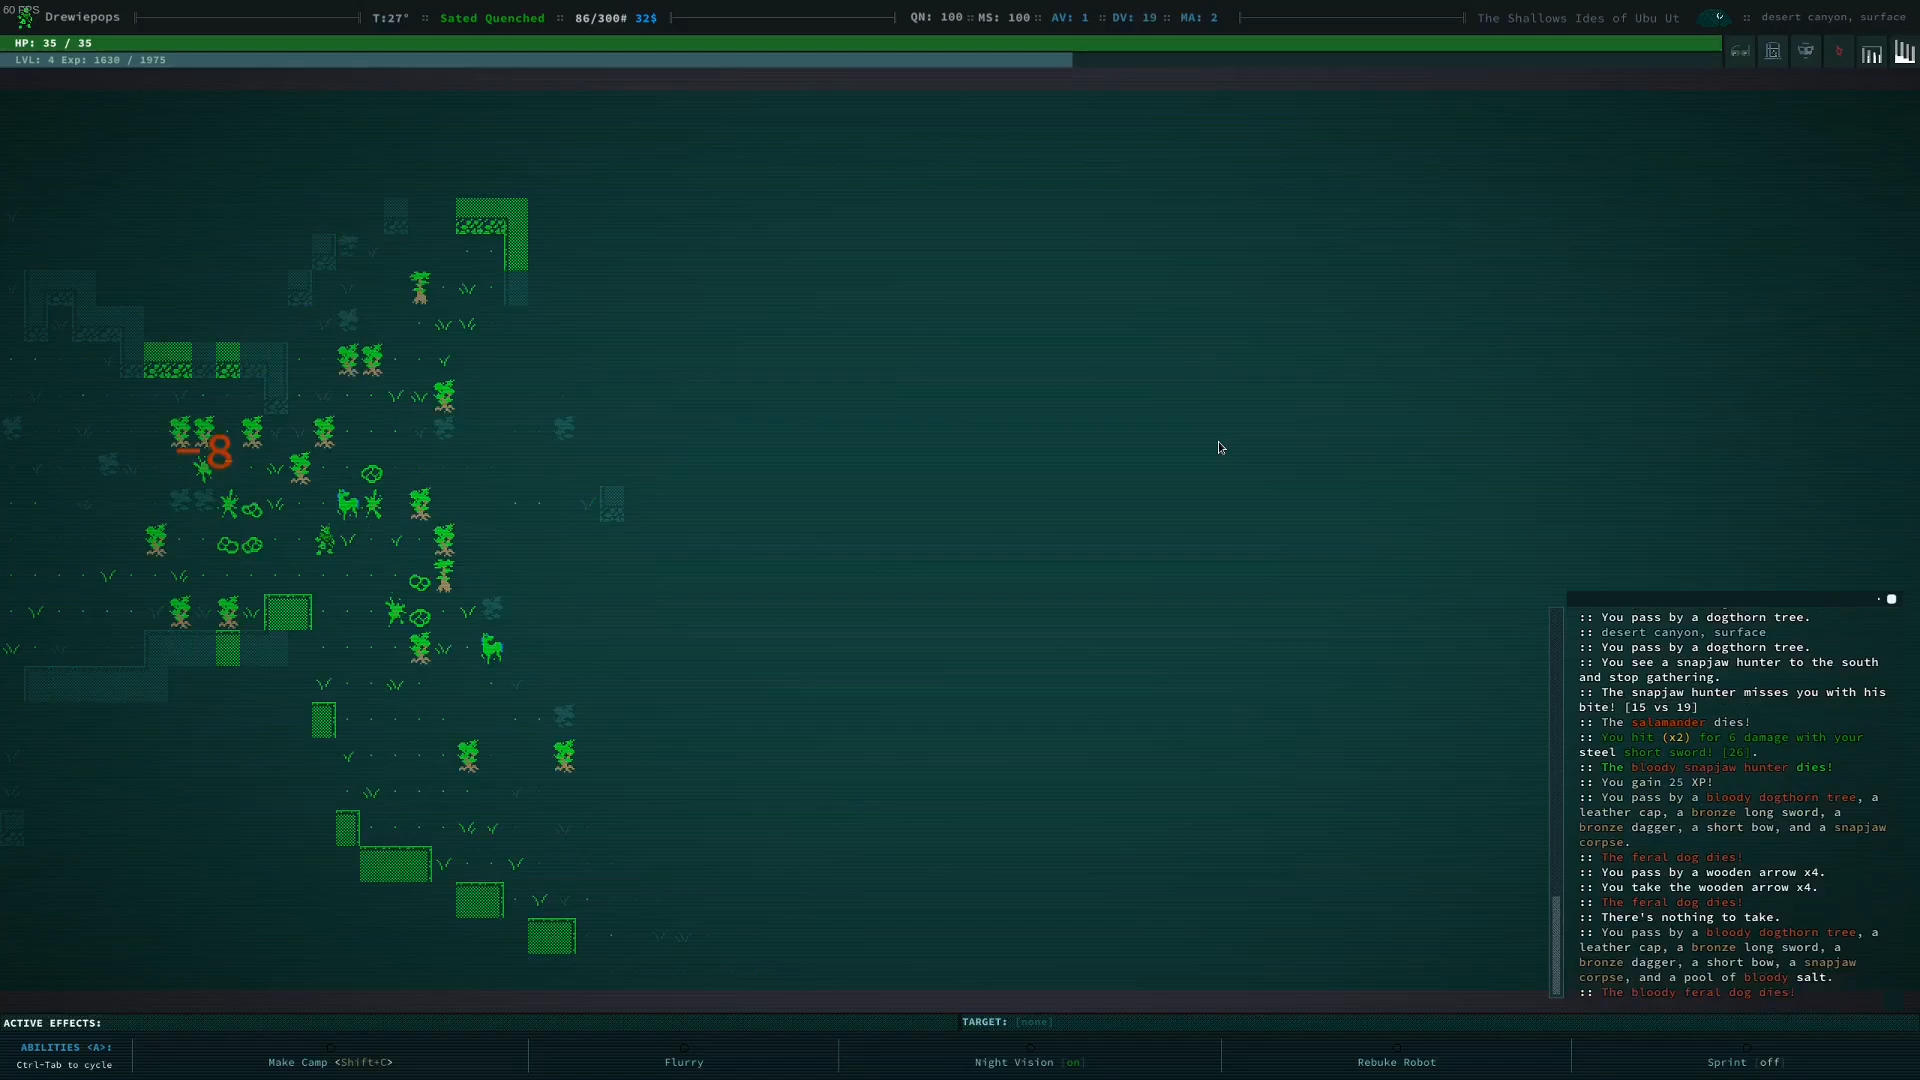 60 FPS
Drewiepops
T:27° :: Sated Quenched :: 86/300# 32$
QN: 100 :: MS: 100 :: AV: 1 :: DV: 19 :: MA: 2
The Shallows Ides of Ubu Ut :: desert canyon, surface
HP: 35 / 35
LVL: 4 Exp: 1630 / 1975
-8
:: You pass by a dogthorn tree.
:: desert canyon, surface
:: You pass by a dogthorn tree.
:: You see a snapjaw hunter to the south
and stop gathering.
:: The snapjaw hunter misses you with his
bite! [15 vs 19]
:: The salamander dies!
:: You hit (x2) for 6 damage with your
steel short sword! [26].
:: The bloody snapjaw hunter dies!
:: You gain 25 XP!
:: You pass by a bloody dogthorn tree, a
leather cap, a bronze long sword, a
bronze dagger, a short bow, and a snapjaw
corpse.
:: The feral dog dies!
:: You pass by a wooden arrow x4.
:: You take the wooden arrow x4.
:: The feral dog dies!
:: There's nothing to take.
:: You pass by a bloody dogthorn tree, a
leather cap, a bronze long sword, a
bronze dagger, a short bow, a snapjaw
corpse, and a pool of bloody salt.
:: The bloody feral dog dies!
ACTIVE EFFECTS:
TARGET: [none]
ABILITIES <A>:
Ctrl-Tab to cycle
Make Camp <Shift+C>
Flurry
Night Vision [on]
Rebuke Robot
Sprint [off]